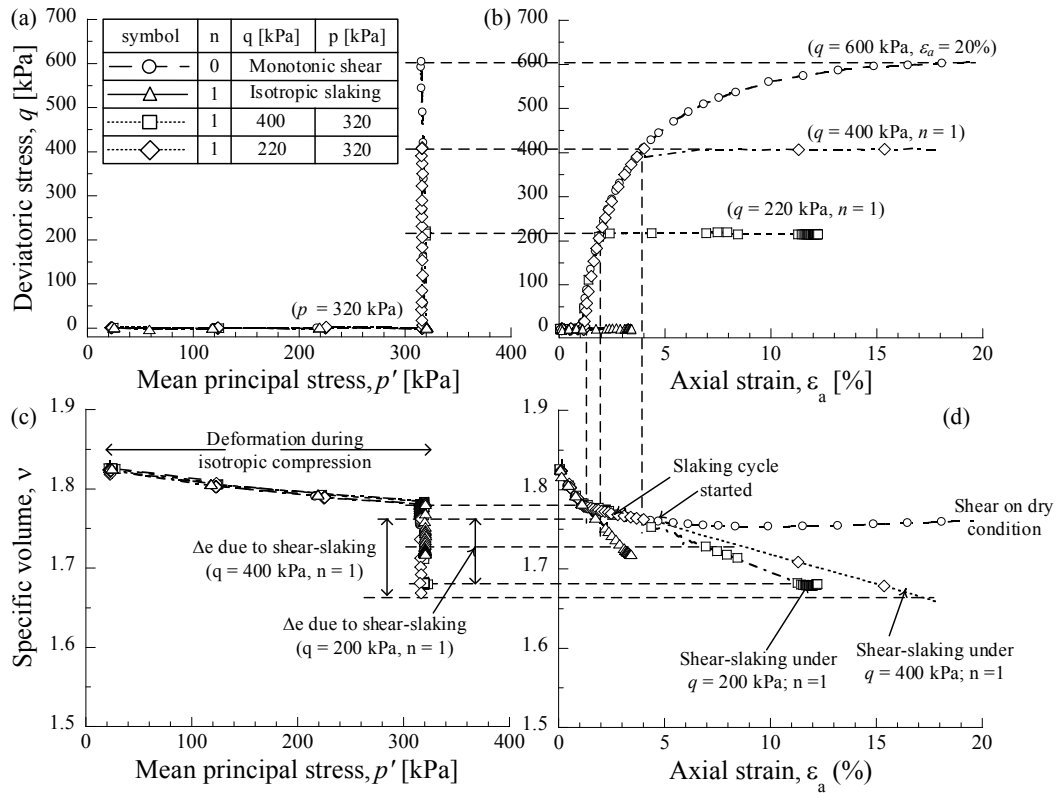 (a)
700
600
500
400
300
200
100
0
Deviatoric stress, q [kPa]
symbol n q [kPa] p [kPa]
0 Monotonic shear
1 Isotropic slaking
1 400 320
1 220 320
(p = 320 kPa)
0 100 200 300 400
Mean principal stress, p′ [kPa]
(b)
700
600
500
400
300
200
100
0
(q = 600 kPa, εa = 20%)
(q = 400 kPa, n = 1)
(q = 220 kPa, n = 1)
0 5 10 15 20
Axial strain, εa [%]
(c)
1.9
1.8
1.7
1.6
1.5
Specific volume, v
Deformation during
isotropic compression
Δe due to shear-slaking
(q = 400 kPa, n = 1)
Δe due to shear-slaking
(q = 200 kPa, n = 1)
0 100 200 300 400
Mean principal stress, p′ [kPa]
(d)
1.9
1.8
1.7
1.6
1.5
Slaking cycle
started
Shear on dry
condition
Shear-slaking under
q = 200 kPa; n =1
Shear-slaking under
q = 400 kPa; n=1
0 5 10 15 20
Axial strain, εa (%)